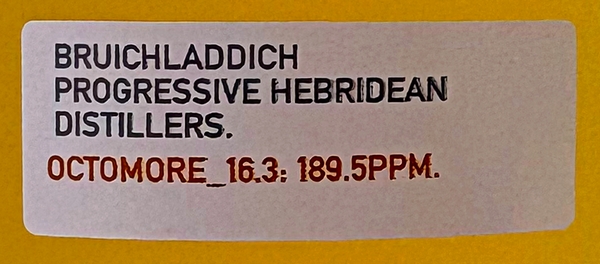 BRUICHLADDICH
PROGRESSIVE HEBRIDEAN
DISTILLERS.
OCTOMORE_16.3: 189.5PPM.